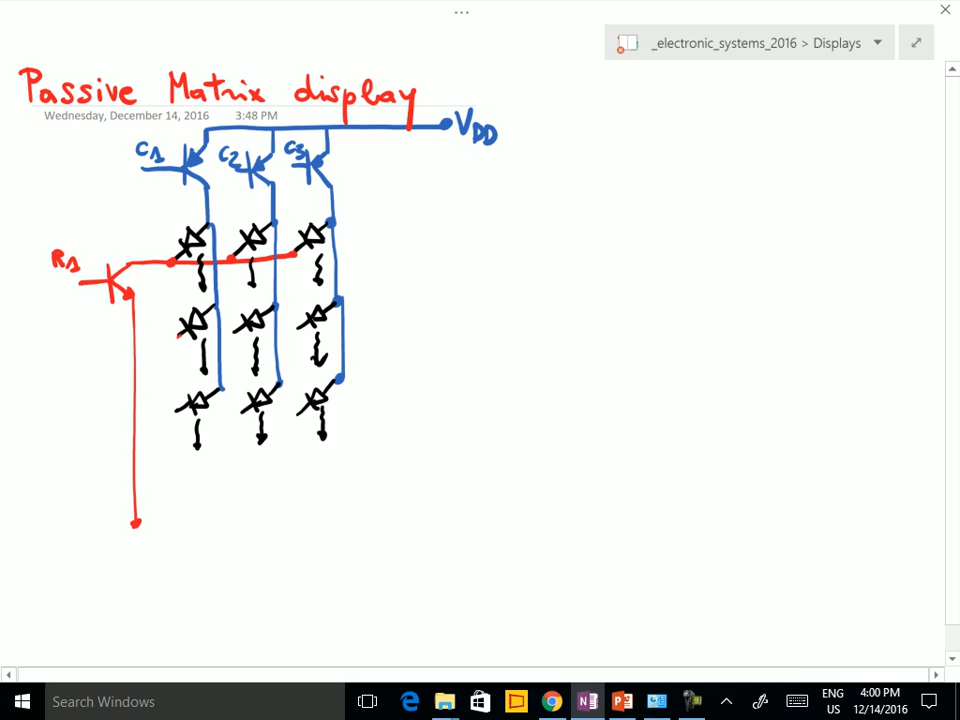 _electronic_systems_2016 > Displays
Passive Matrix display
Wednesday, December 14, 2016 3:48 PM
VDD
C1 C2 C3
R1
ENG 4:00 PM
US 12/14/2016
Search Windows